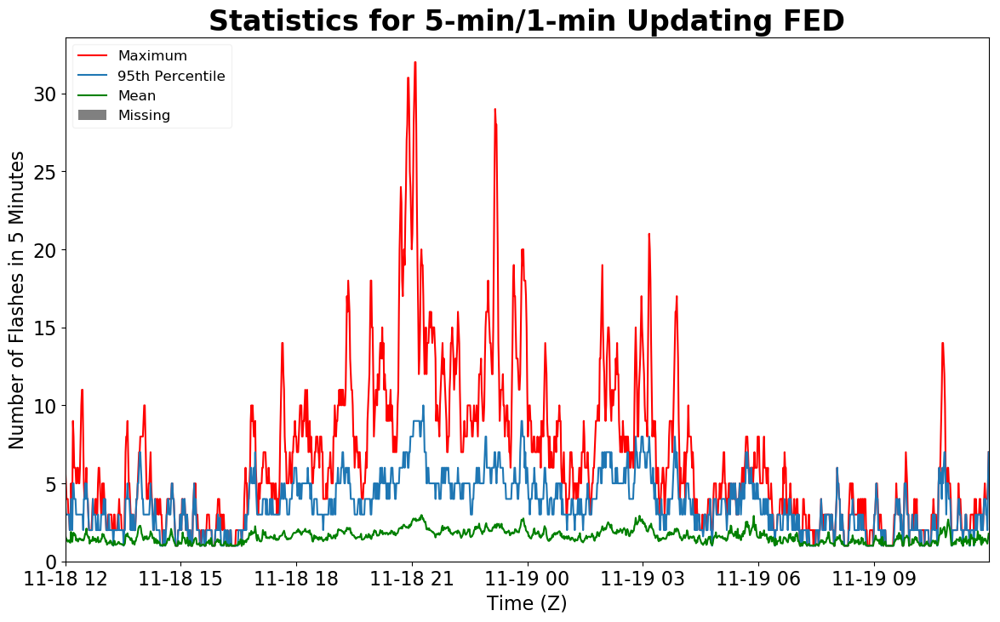 Statistics for 5-min/1-min Updating FED
Maximum
95th Percentile
Mean
Missing
Number of Flashes in 5 Minutes
30
25
20
15
10
5
0
11-18 12 11-18 15 11-18 18 11-18 21 11-19 00 11-19 03 11-19 06 11-19 09
Time (Z)